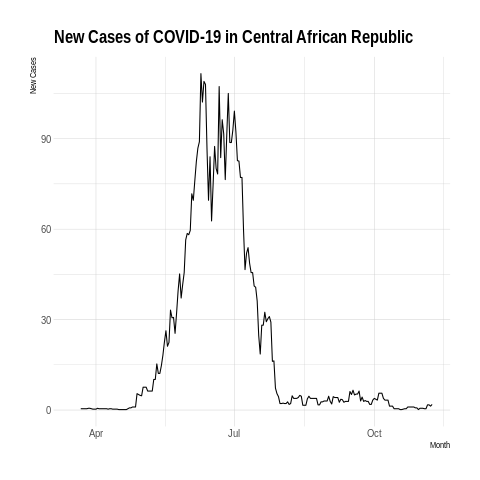 New Cases of COVID-19 in Central African Republic
New Cases
90
60
30
0
Apr Jul Oct
Month